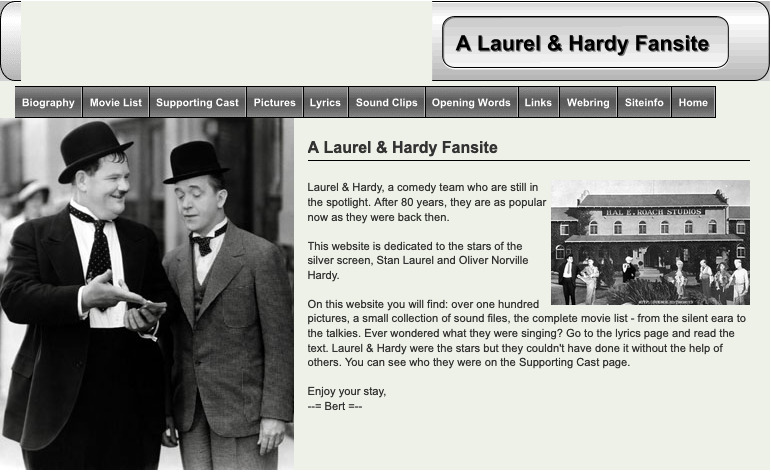 A Laurel & Hardy Fansite
Biography Movie List Supporting Cast Pictures Lyrics Sound Clips Opening Words Links Webring Siteinfo Home
A Laurel & Hardy Fansite
Laurel & Hardy, a comedy team who are still in
the spotlight. After 80 years, they are as popular
now as they were back then.
HAL E. ROACH STUDIOS
This website is dedicated to the stars of the
silver screen, Stan Laurel and Oliver Norville
Hardy.
On this website you will find: over one hundred
pictures, a small collection of sound files, the complete movie list - from the silent eara to
the talkies. Ever wondered what they were singing? Go to the lyrics page and read the
text. Laurel & Hardy were the stars but they couldn't have done it without the help of
others. You can see who they were on the Supporting Cast page.
Enjoy your stay,
--= Bert =--